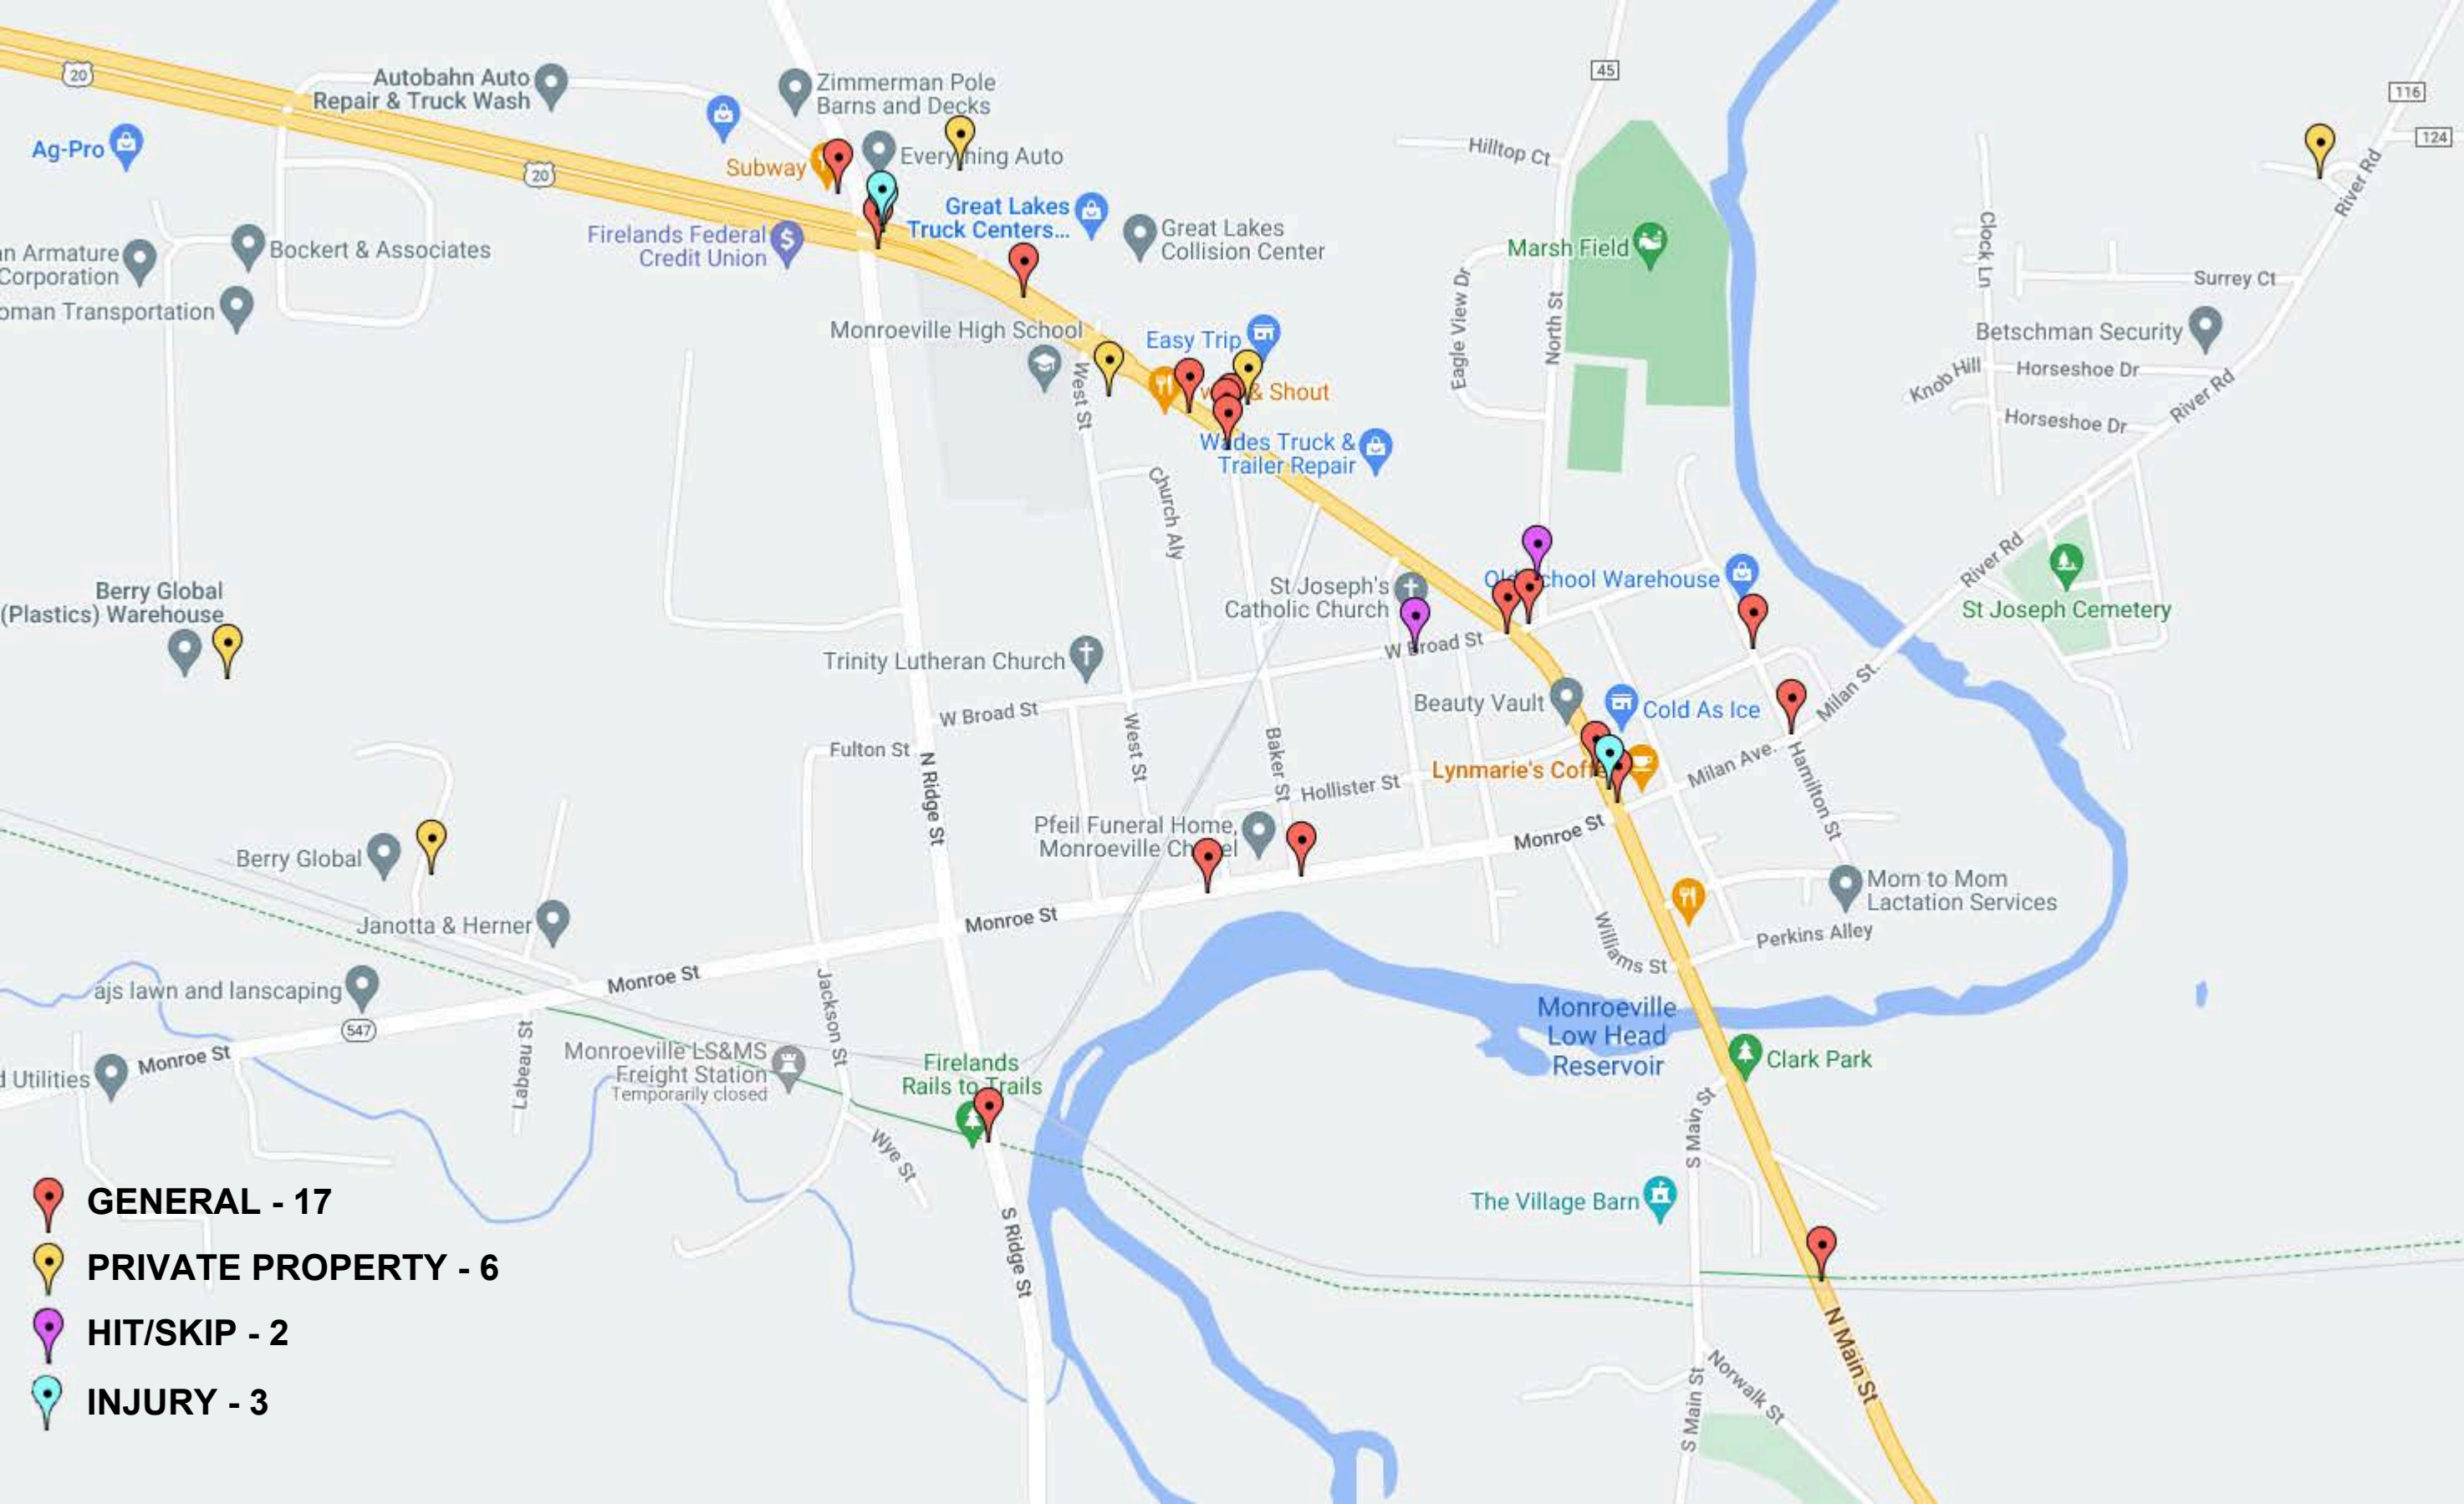 20
Autobahn Auto
Repair & Truck Wash
Zimmerman Pole
Barns and Decks
45
116
124
Ag-Pro
Subway
Everything Auto
Hilltop Ct
River Rd
20
Great Lakes
Truck Centers...
Firelands Federal
Credit Union
Great Lakes
Collision Center
Marsh Field
Clock Ln
Surrey Ct
n Armature
Corporation
Bockert & Associates
oman Transportation
Monroeville High School
Easy Trip
Eagle View Dr
North St
Betschman Security
West St
& Shout
Knob Hill
Horseshoe Dr
River Rd
Horseshoe Dr
Wades Truck &
Trailer Repair
Church Aly
River Rd
Berry Global
(Plastics) Warehouse
St Joseph's
Catholic Church
Old School Warehouse
St Joseph Cemetery
Trinity Lutheran Church
W Broad St
W Broad St
West St
Beauty Vault
Cold As Ice
Milan St.
Fulton St
N Ridge St
Baker St
Hollister St
Lynmarie's Coff
Milan Ave.
Hamilton St
Berry Global
Pfeil Funeral Home,
Monroeville Chapel
Monroe St
Mom to Mom
Lactation Services
Janotta & Herner
Monroe St
Williams St
Perkins Alley
ajs lawn and lanscaping
Monroe St
547
Jackson St
Monroeville
Low Head
Reservoir
d Utilities
Monroe St
Labeau St
Monroeville LS&MS
Freight Station
Temporarily closed
Firelands
Rails to Trails
Clark Park
Wye St
S Main St
The Village Barn
S Ridge St
GENERAL - 17
PRIVATE PROPERTY - 6
HIT/SKIP - 2
INJURY - 3
N Main St
Norwalk St
S Main St